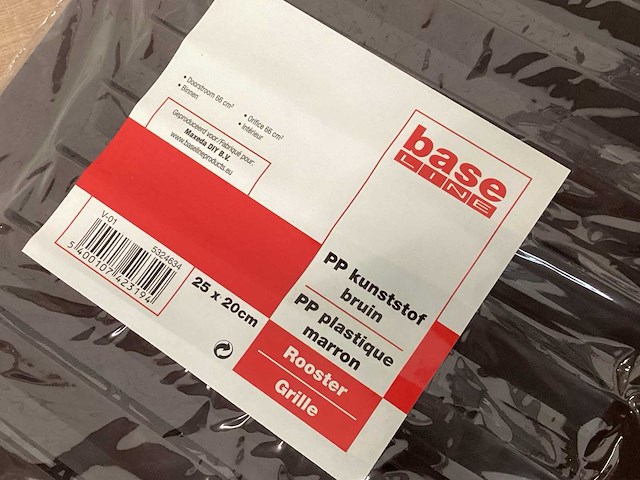 • Doorstroom 66 cm²
• Binnen
• Orifice 66 cm²
• Intérieur
Geproduceerd voor/Fabriqué pour:
Maxeda DIY B.V.
www.baselineproducts.eu
base
LINE
V-01
5324634
5 400107 423194
25 x 20cm
PP kunststof
bruin
PP plastique
marron
Rooster
Grille